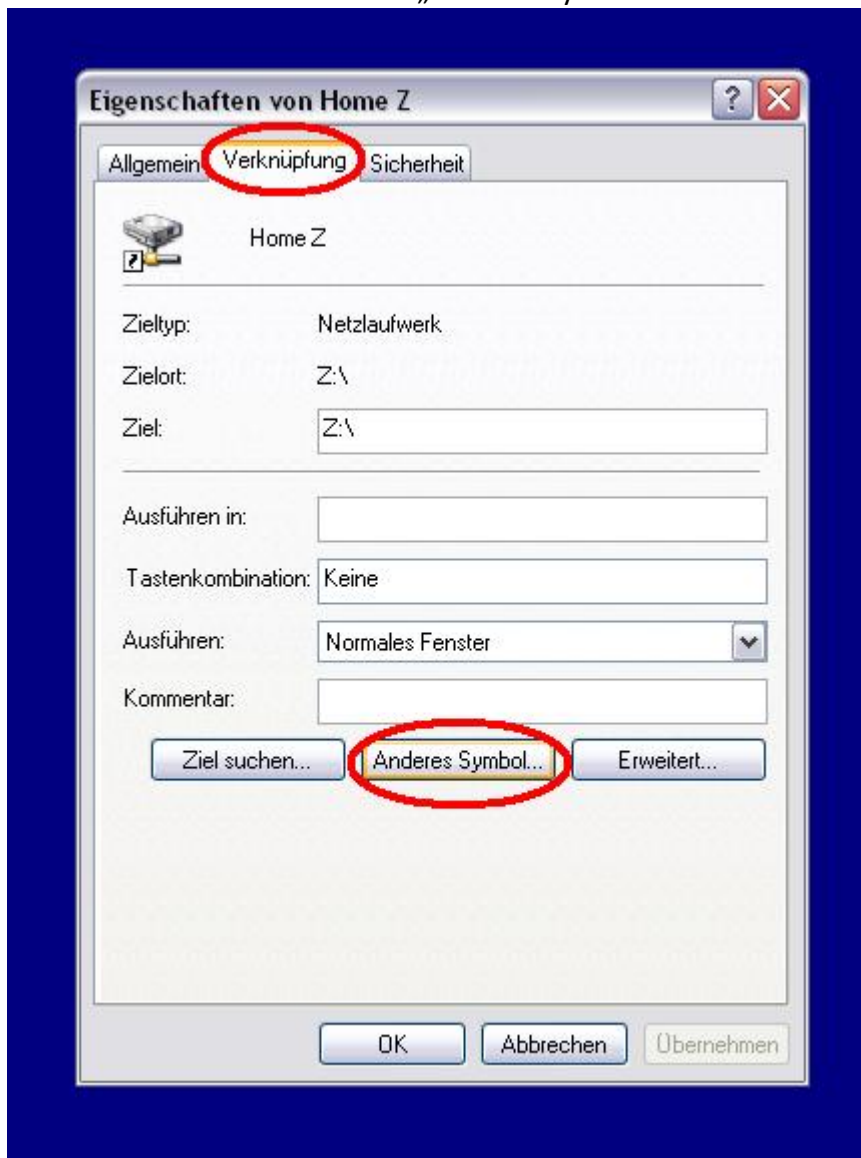 Eigenschaften von Home Z
Allgemein Verknüpfung Sicherheit
Home Z
Zieltyp: Netzlaufwerk
Zielort: Z:\
Ziel: Z:\
Ausführen in:
Tastenkombination: Keine
Ausführen: Normales Fenster
Kommentar:
Ziel suchen... Anderes Symbol... Erweitert...
OK Abbrechen Übernehmen